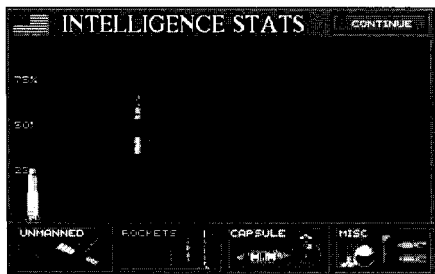 INTELLIGENCE STATS
CONTINUE
75%
50%
25%
UNMANNED
ROCKETS
CAPSULE
MISC